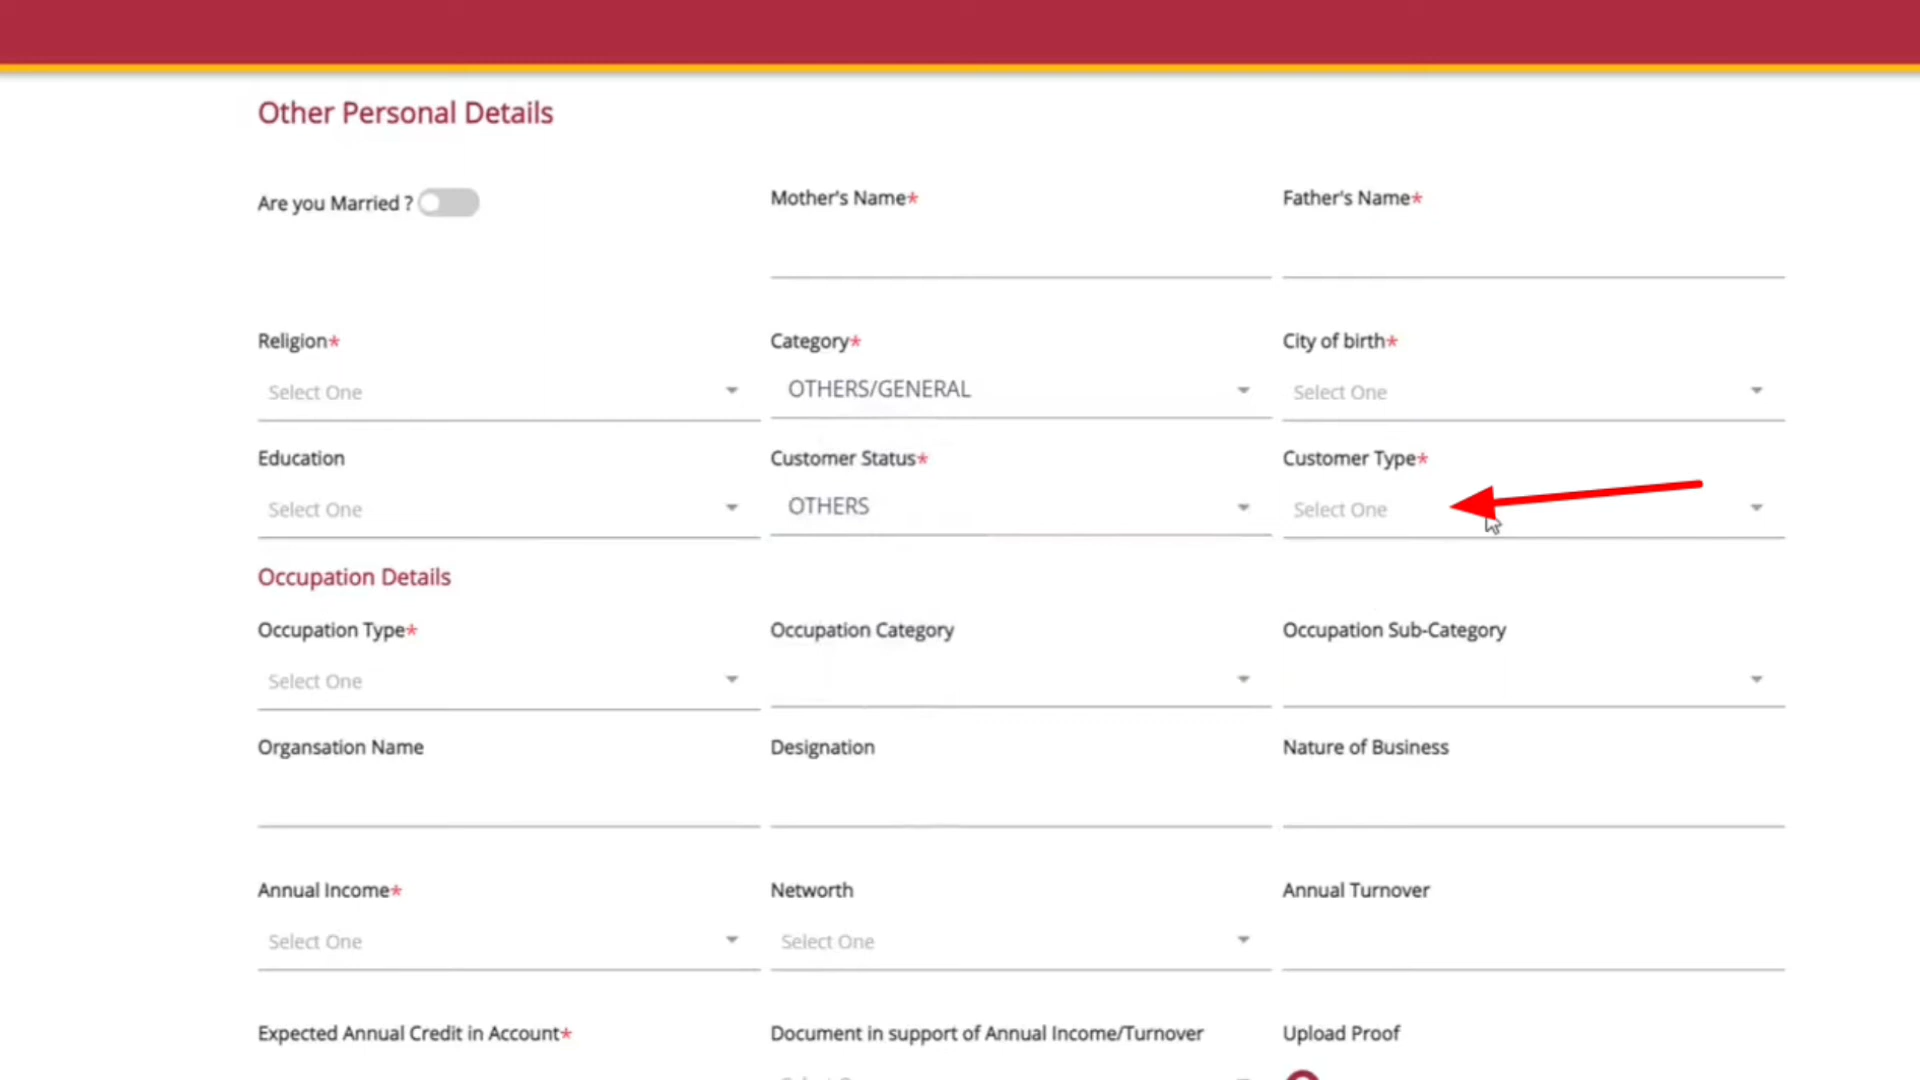 Other Personal Details
Are you Married ?
Mother's Name*
Father's Name*
Religion*
Category*
City of birth*
Select One
OTHERS/GENERAL
Select One
Education
Customer Status*
Customer Type*
Select One
OTHERS
Select One
Occupation Details
Occupation Type*
Occupation Category
Occupation Sub-Category
Select One
Organsation Name
Designation
Nature of Business
Annual Income*
Networth
Annual Turnover
Select One
Select One
Expected Annual Credit in Account*
Document in support of Annual Income/Turnover
Upload Proof